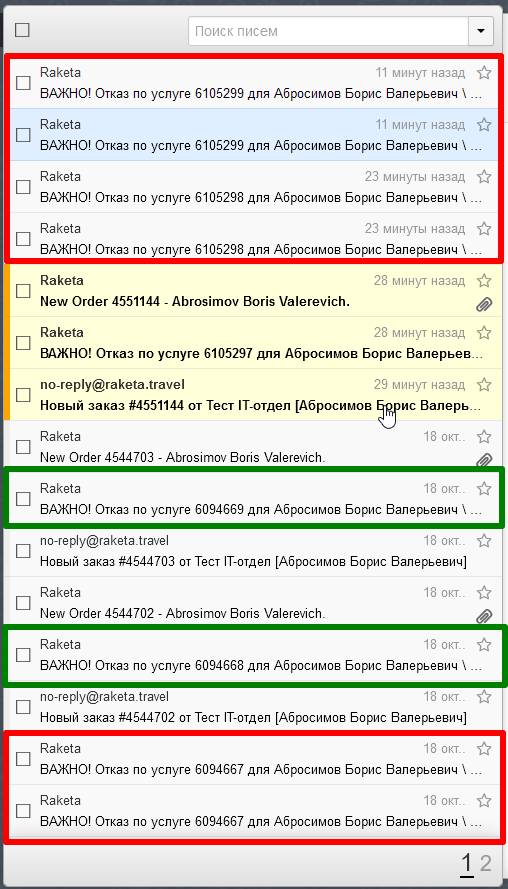 Поиск писем
Raketa 11 минут назад
ВАЖНО! Отказ по услуге 6105299 для Абросимов Борис Валерьевич \ ...
Raketa 11 минут назад
ВАЖНО! Отказ по услуге 6105299 для Абросимов Борис Валерьевич \ ...
Raketa 23 минуты назад
ВАЖНО! Отказ по услуге 6105298 для Абросимов Борис Валерьевич \ ...
Raketa 23 минуты назад
ВАЖНО! Отказ по услуге 6105298 для Абросимов Борис Валерьевич \ ...
Raketa 28 минут назад
New Order 4551144 - Abrosimov Boris Valerevich.
Raketa 28 минут назад
ВАЖНО! Отказ по услуге 6105297 для Абросимов Борис Валерьев...
no-reply@raketa.travel 29 минут назад
Новый заказ #4551144 от Тест IT-отдел [Абросимов Борис Валерь...
Raketa 18 окт..
New Order 4544703 - Abrosimov Boris Valerevich.
Raketa 18 окт..
ВАЖНО! Отказ по услуге 6094669 для Абросимов Борис Валерьевич \ ...
no-reply@raketa.travel 18 окт..
Новый заказ #4544703 от Тест IT-отдел [Абросимов Борис Валерьевич]
Raketa 18 окт..
New Order 4544702 - Abrosimov Boris Valerevich.
Raketa 18 окт..
ВАЖНО! Отказ по услуге 6094668 для Абросимов Борис Валерьевич \ ...
no-reply@raketa.travel 18 окт..
Новый заказ #4544702 от Тест IT-отдел [Абросимов Борис Валерьевич]
Raketa 18 окт..
ВАЖНО! Отказ по услуге 6094667 для Абросимов Борис Валерьевич \ ...
Raketa 18 окт..
ВАЖНО! Отказ по услуге 6094667 для Абросимов Борис Валерьевич \ ...
1 2